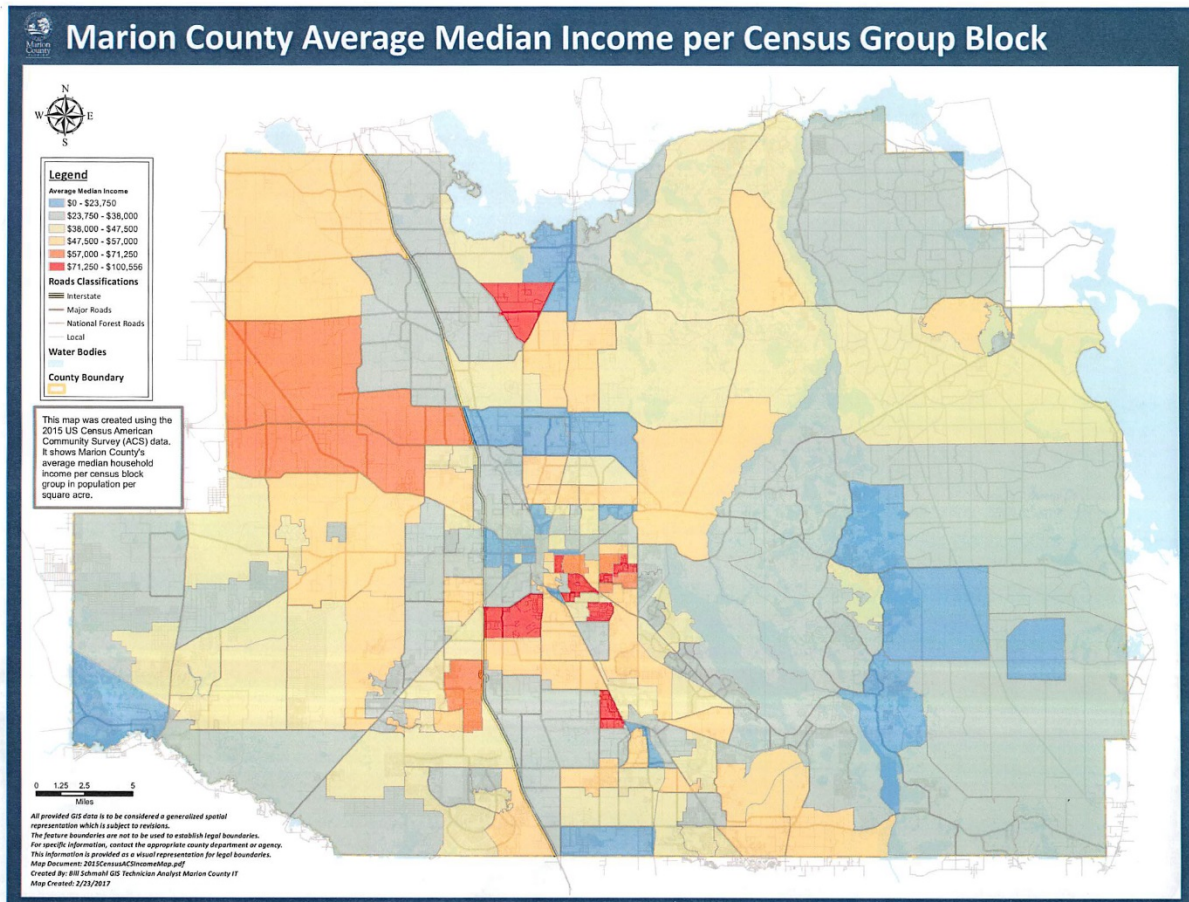 Marion
County
Marion County Average Median Income per Census Group Block
N
W
E
S
Legend
Average Median Income
$0 - $23,750
$23,750 - $38,000
$38,000 - $47,500
$47,500 - $57,000
$57,000 - $71,250
$71,250 - $100,556
Roads Classifications
Interstate
Major Roads
National Forest Roads
Local
Water Bodies
County Boundary
This map was created using the
2015 US Census American
Community Survey (ACS) data.
It shows Marion County's
average median household
income per census block
group in population per
square acre.
0 1.25 2.5 5
Miles
All provided GIS data is to be considered a generalized spatial
representation which is subject to revisions.
The feature boundaries are not to be used to establish legal boundaries.
For specific information, contact the appropriate county department or agency.
This information is provided as a visual representation for legal boundaries.
Map Document: 2015CensusACSIncomeMap.pdf
Created By: Bill Schmahl GIS Technician Analyst Marion County IT
Map Created: 2/23/2017